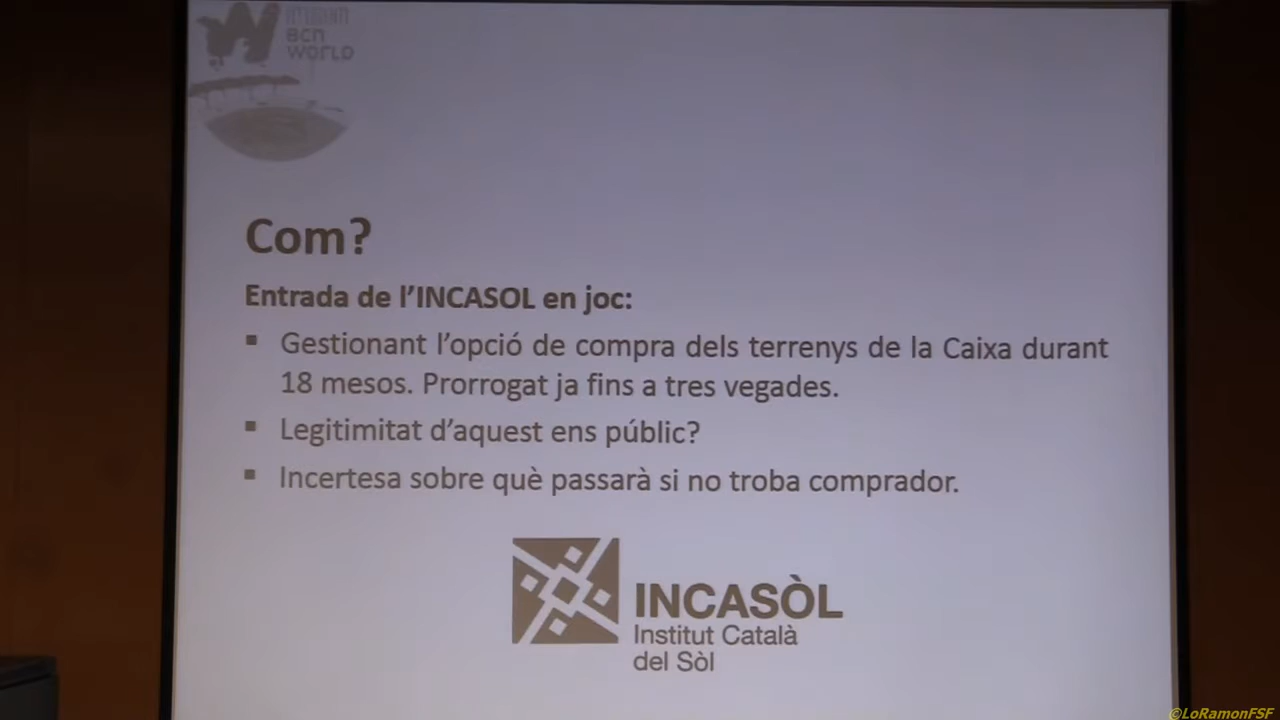 BCN
WORLD
Com?
Entrada de l'INCASOL en joc:
▪ Gestionant l'opció de compra dels terrenys de la Caixa durant
18 mesos. Prorrogat ja fins a tres vegades.
▪ Legitimitat d'aquest ens públic?
▪ Incertesa sobre què passarà si no troba comprador.
INCASÒL
Institut Català
del Sòl
©LoRamonFSF